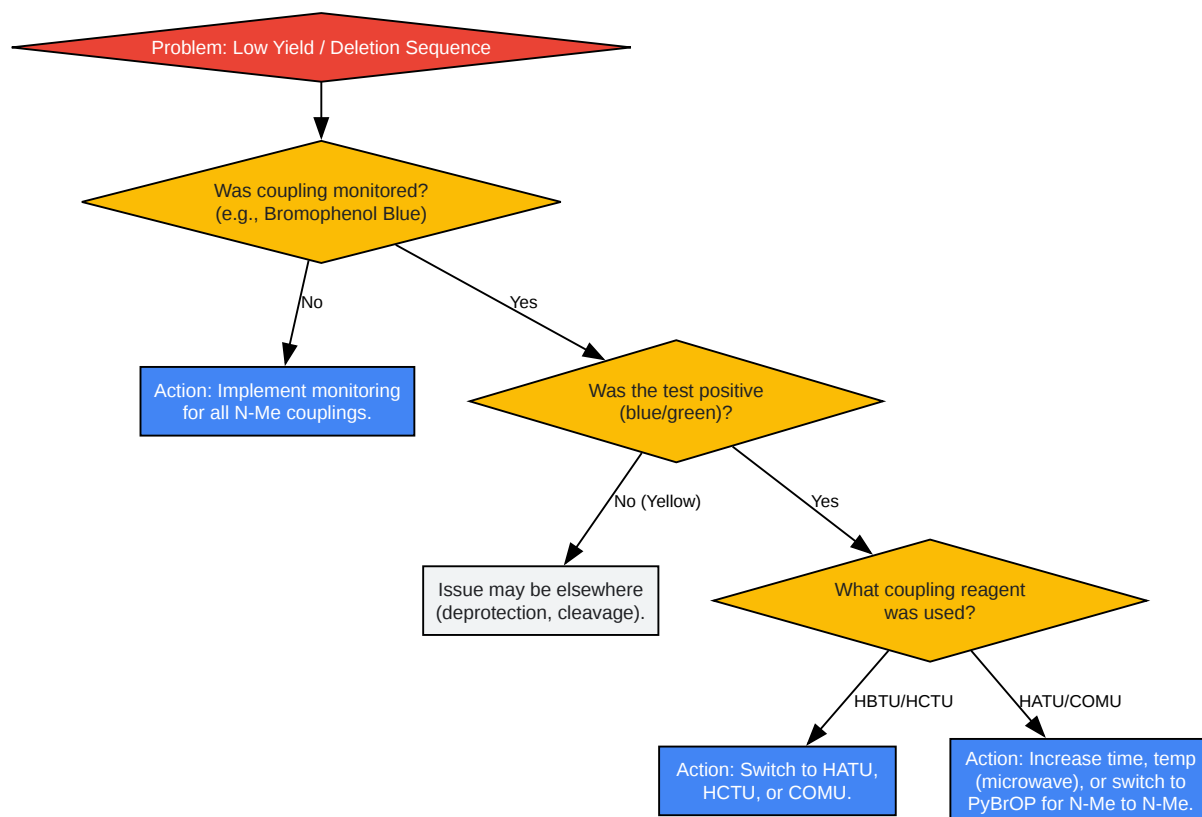 Problem: Low Yield / Deletion Sequence
Was coupling monitored?
(e.g., Bromophenol Blue)
No
Yes
Action: Implement monitoring
for all N-Me couplings.
Was the test positive
(blue/green)?
No (Yellow)
Yes
Issue may be elsewhere
(deprotection, cleavage).
What coupling reagent
was used?
HBTU/HCTU
HATU/COMU
Action: Switch to HATU,
HCTU, or COMU.
Action: Increase time, temp
(microwave), or switch to
PyBrOP for N-Me to N-Me.